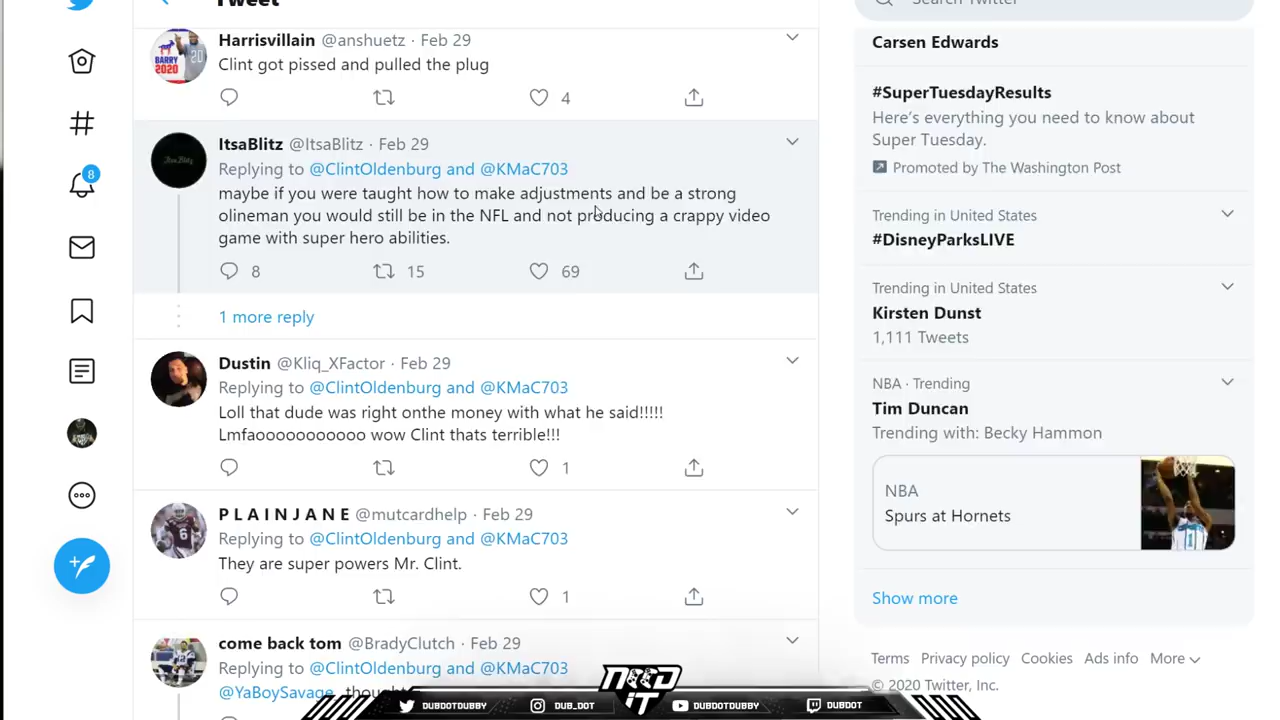 Tweet
Search Twitter
Harrisvillain @anshuetz · Feb 29
Clint got pissed and pulled the plug
4
BARRY
2020
ItsaBlitz @ItsaBlitz · Feb 29
Replying to @ClintOldenburg and @KMaC703
maybe if you were taught how to make adjustments and be a strong
olineman you would still be in the NFL and not producing a crappy video
game with super hero abilities.
8 15 69
1 more reply
Dustin @Kliq_XFactor · Feb 29
Replying to @ClintOldenburg and @KMaC703
Loll that dude was right onthe money with what he said!!!!!
Lmfaooooooooooo wow Clint thats terrible!!!
1
P L A I N J A N E @mutcardhelp · Feb 29
Replying to @ClintOldenburg and @KMaC703
They are super powers Mr. Clint.
1
come back tom @BradyClutch · Feb 29
Replying to @ClintOldenburg and @KMaC703
@YaBoySavage
8
Carsen Edwards
#SuperTuesdayResults
Here's everything you need to know about
Super Tuesday.
Promoted by The Washington Post
Trending in United States
#DisneyParksLIVE
Trending in United States
Kirsten Dunst
1,111 Tweets
NBA · Trending
Tim Duncan
Trending with: Becky Hammon
NBA
Spurs at Hornets
Show more
Terms Privacy policy Cookies Ads info More
© 2020 Twitter, Inc.
NEED
IT
DUBDOTDUBBY DUB_DOT DUBDOTDUBBY DUBDOT